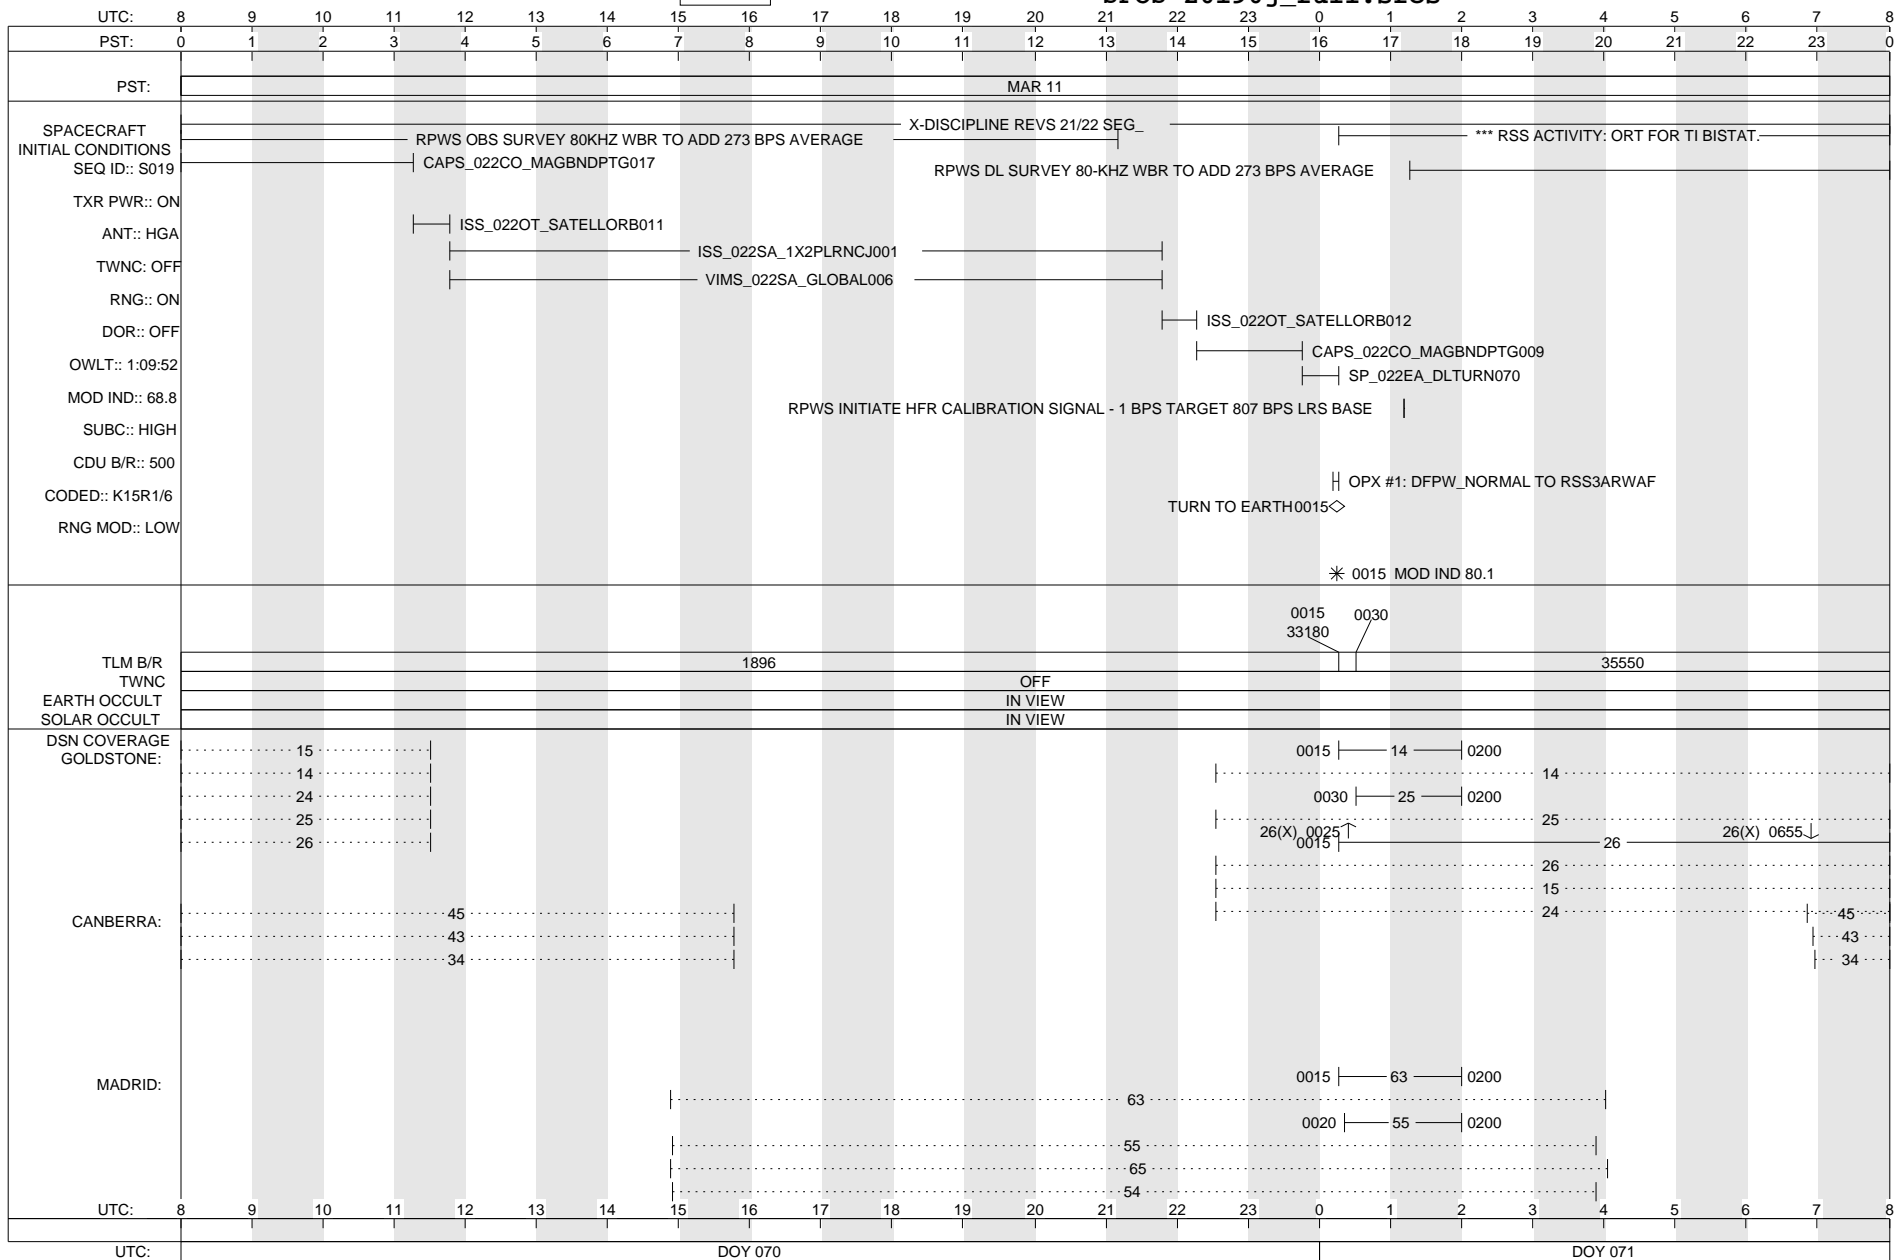 UTC: 8 9 10 11 12 13 14 15 16 17 18 19 20 21 22 23 0 1 2 3 4 5 6 7 8
PST: 0 1 2 3 4 5 6 7 8 9 10 11 12 13 14 15 16 17 18 19 20 21 22 23 0
PST: MAR 11
SPACECRAFT
INITIAL CONDITIONS
SEQ ID:: S019
TXR PWR:: ON
ANT:: HGA
TWNC: OFF
RNG:: ON
DOR:: OFF
OWLT:: 1:09:52
MOD IND:: 68.8
SUBC:: HIGH
CDU B/R:: 500
CODED:: K15R1/6
RNG MOD:: LOW
X-DISCIPLINE REVS 21/22 SEG_
*** RSS ACTIVITY: ORT FOR TI BISTAT.
RPWS OBS SURVEY 80KHZ WBR TO ADD 273 BPS AVERAGE
CAPS_022CO_MAGBNDPTG017
RPWS DL SURVEY 80-KHZ WBR TO ADD 273 BPS AVERAGE
ISS_022OT_SATELLORB011
ISS_022SA_1X2PLRNCJ001
VIMS_022SA_GLOBAL006
ISS_022OT_SATELLORB012
CAPS_022CO_MAGBNDPTG009
SP_022EA_DLTURN070
RPWS INITIATE HFR CALIBRATION SIGNAL - 1 BPS TARGET 807 BPS LRS BASE
OPX #1: DFPW_NORMAL TO RSS3ARWAF
TURN TO EARTH0015
0015 MOD IND 80.1
0015 0030
33180
TLM B/R 1896 35550
TWNC OFF
EARTH OCCULT IN VIEW
SOLAR OCCULT IN VIEW
DSN COVERAGE
GOLDSTONE:
15 0015 14 0200
14 14
24 0030 25 0200
25 25
26(X) 0025 26(X) 0655
26 0015 26
26
15
24
CANBERRA:
45 45
43 43
34 34
MADRID:
0015 63 0200
63
0020 55 0200
55
65
54
UTC: 8 9 10 11 12 13 14 15 16 17 18 19 20 21 22 23 0 1 2 3 4 5 6 7 8
UTC: DOY 070 DOY 071